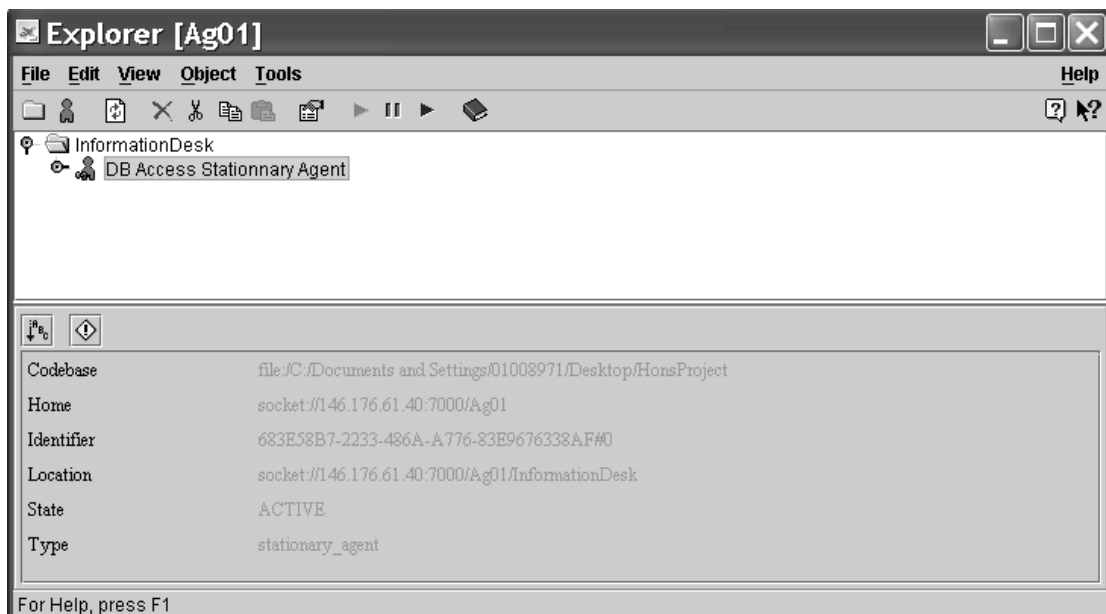 Explorer [Ag01]
File Edit View Object Tools Help
InformationDesk
DB Access Stationnary Agent
Codebase file:/C:/Documents and Settings/01008971/Desktop/HonsProject
Home socket://146.176.61.40:7000/Ag01
Identifier 683E58B7-2233-486A-A776-83E9676338AF#0
Location socket://146.176.61.40:7000/Ag01/InformationDesk
State ACTIVE
Type stationary_agent
For Help, press F1